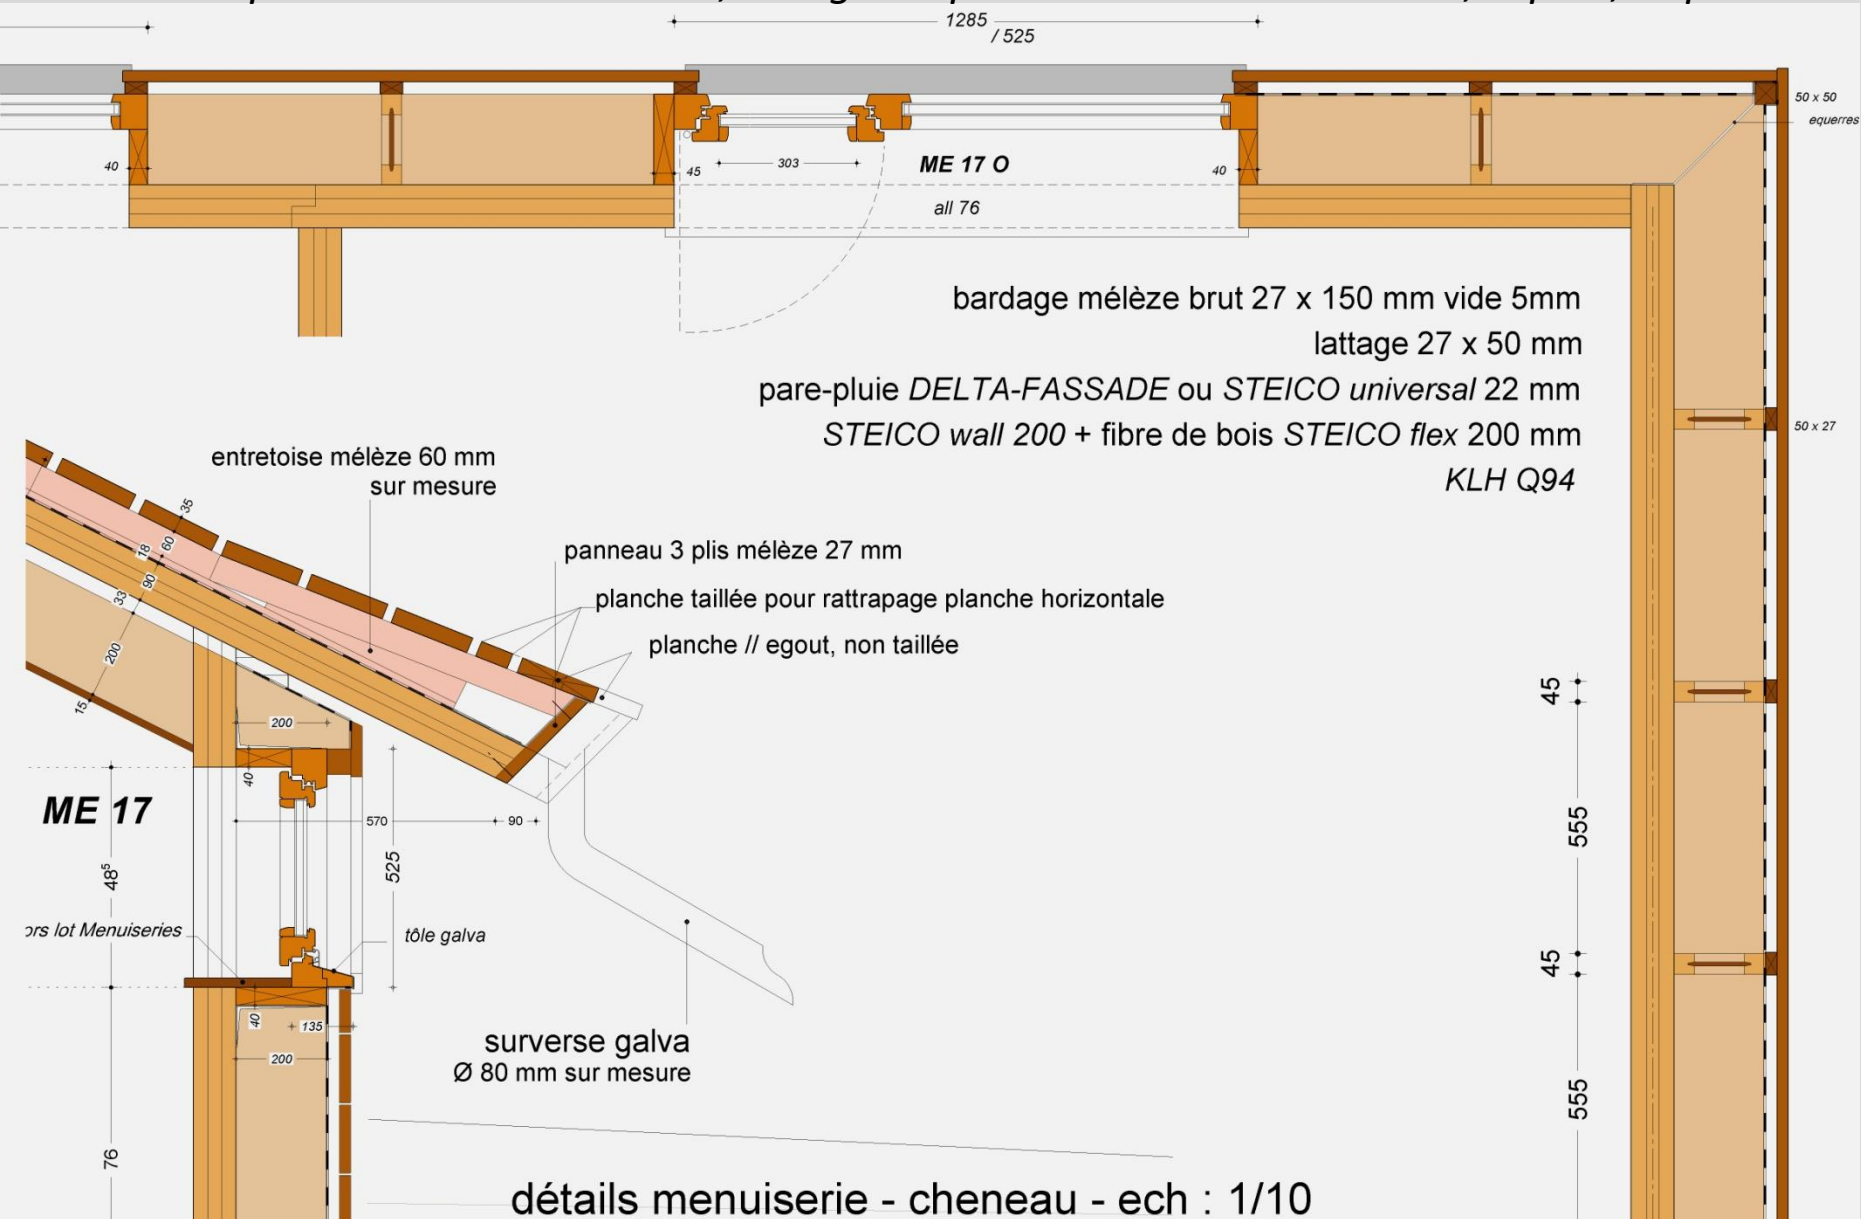 1285
/ 525
50 x 50
equerres
40
45
303
ME 17 O
40
all 76
bardage mélèze brut 27 x 150 mm vide 5mm
lattage 27 x 50 mm
pare-pluie DELTA-FASSADE ou STEICO universal 22 mm
STEICO wall 200 + fibre de bois STEICO flex 200 mm
KLH Q94
50 x 27
entretoise mélèze 60 mm
sur mesure
35
60
18
90
33
200
15
panneau 3 plis mélèze 27 mm
planche taillée pour rattrapage planche horizontale
planche // egout, non taillée
200
40
ME 17
570
90
525
48⁵
ors lot Menuiseries
tôle galva
40
135
200
76
surverse galva
Ø 80 mm sur mesure
45
555
45
555
détails menuiserie - cheneau - ech : 1/10